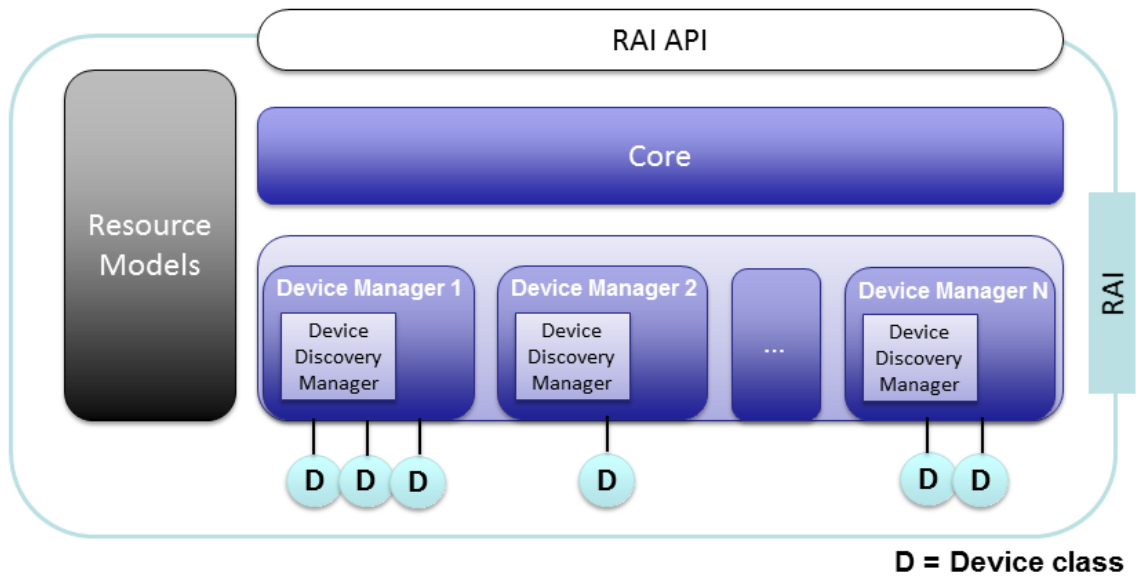 RAI API
Core
Resource
Models
RAI
Device Manager 1
Device
Discovery
Manager
Device Manager 2
Device
Discovery
Manager
...
Device Manager N
Device
Discovery
Manager
D
D
D
D
D
D
D = Device class